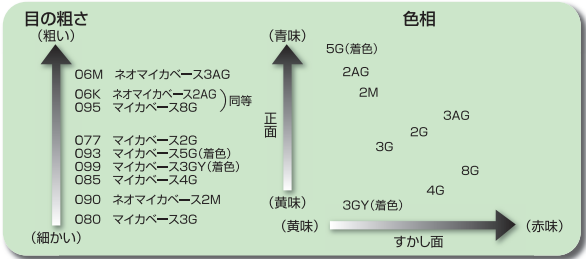 目の粗さ
(粗い)
06M ネオマイカベース3AG
06K ネオマイカベース2AG
095 マイカベース8G
同等
077 マイカベース2G
093 マイカベース5G(着色)
099 マイカベース3GY(着色)
085 マイカベース4G
090 ネオマイカベース2M
080 マイカベース3G
(細かい)
色相
(青味)
5G(着色)
2AG
2M
3AG
2G
3G
8G
4G
3GY(着色)
正面
(黄味)
(黄味)
(赤味)
すかし面